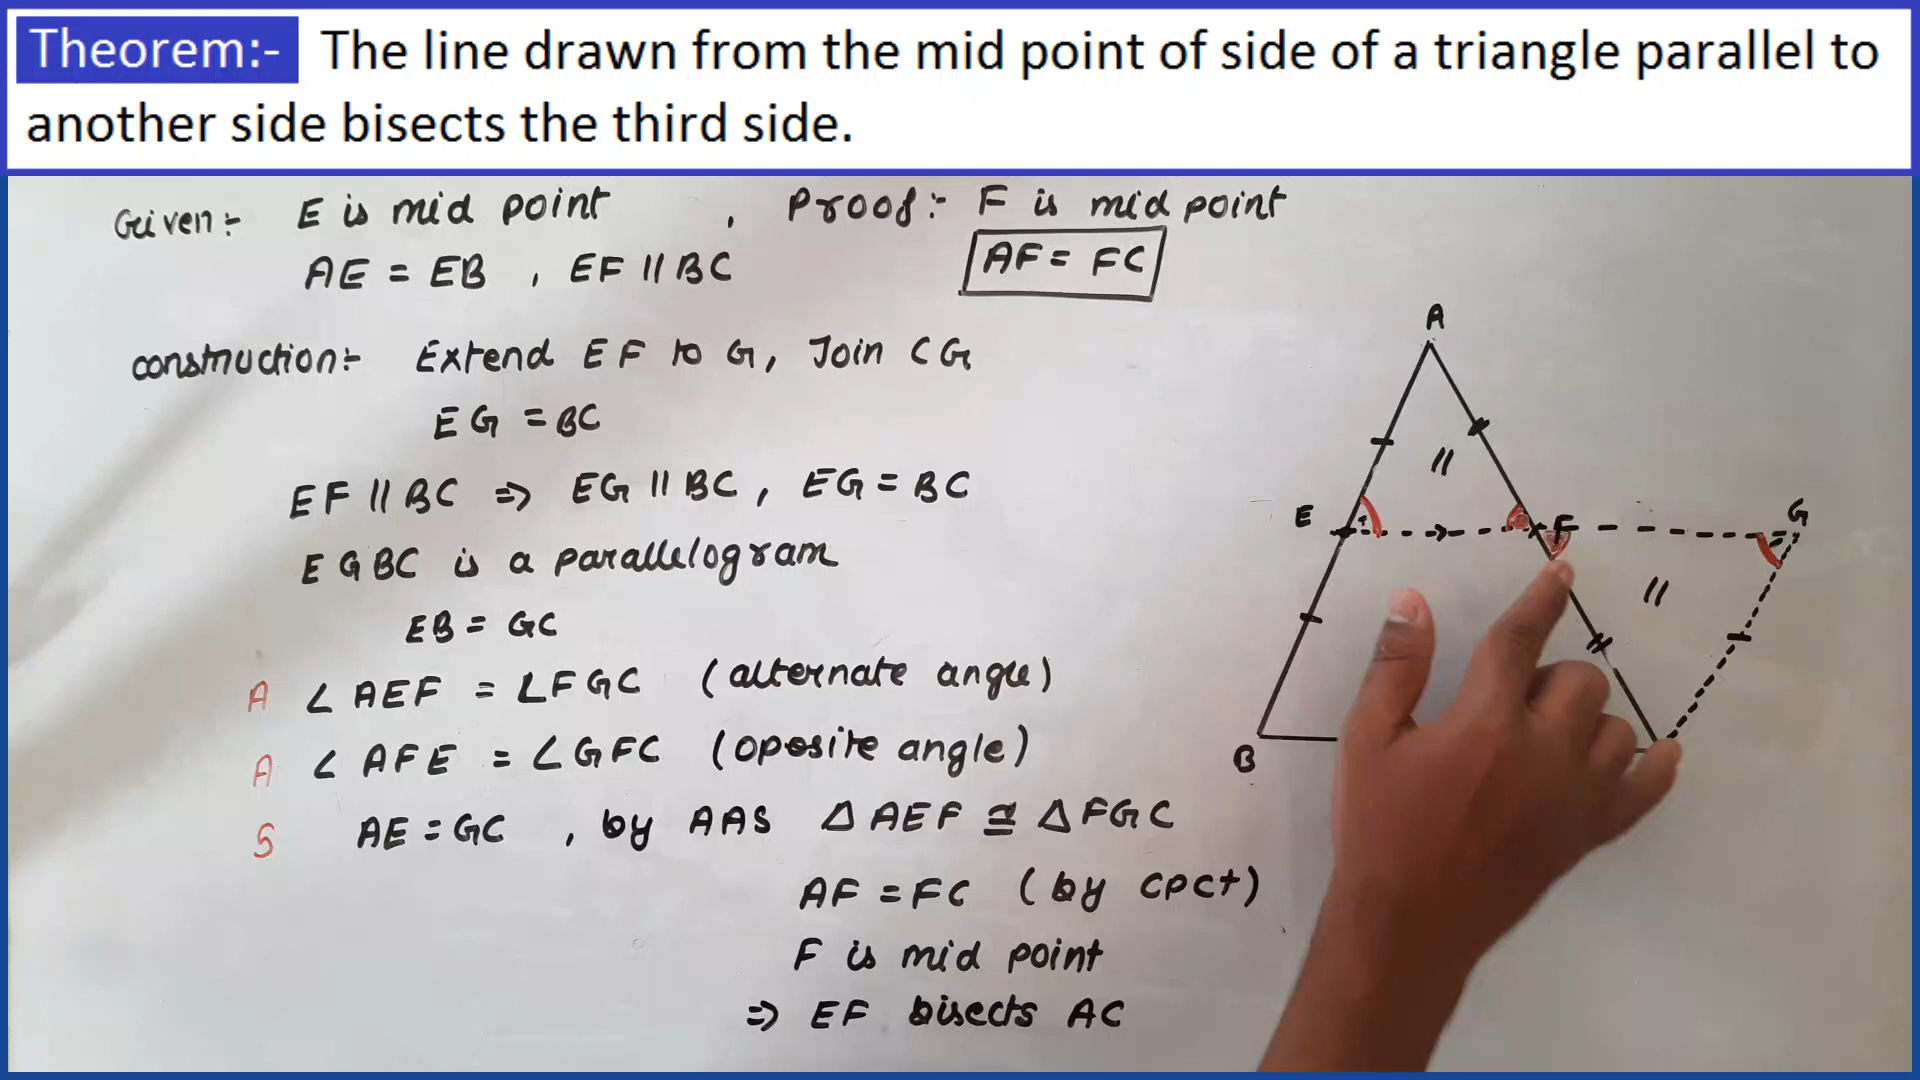 Theorem:- The line drawn from the mid point of side of a triangle parallel to
another side bisects the third side.
Given:- E is mid point , Proof:- F is mid point
AE = EB , EF || BC AF = FC
construction:- Extend EF to G, Join CG
EG = BC
EF || BC => EG || BC, EG = BC
EGBC is a parallelogram
EB = GC
A ∠AEF = ∠FGC (alternate angle)
A ∠AFE = ∠GFC (oposite angle)
S AE = GC , by AAS △AEF ≅ △FGC
AF = FC (by cpct)
F is mid point
=> EF bisects AC
A
E
F
G
B